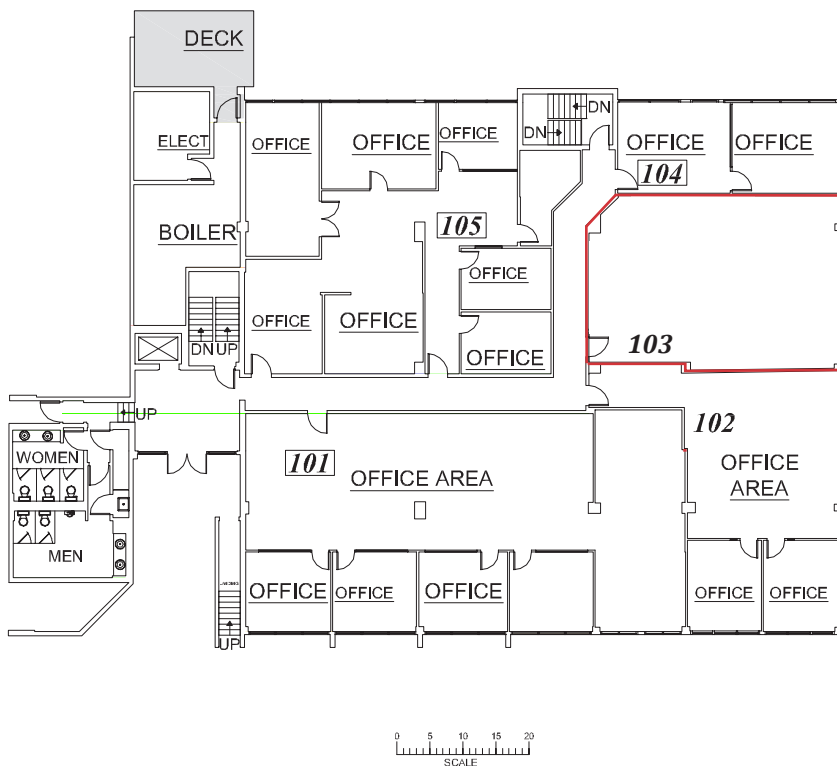 DECK
DN
DN
ELECT
OFFICE
OFFICE
OFFICE
OFFICE
OFFICE
104
105
BOILER
OFFICE
OFFICE
OFFICE
OFFICE
DN UP
103
UP
102
WOMEN
101
OFFICE AREA
OFFICE
AREA
MEN
LANDING
OFFICE
OFFICE
OFFICE
OFFICE
OFFICE
UP
0 5 10 15 20
SCALE